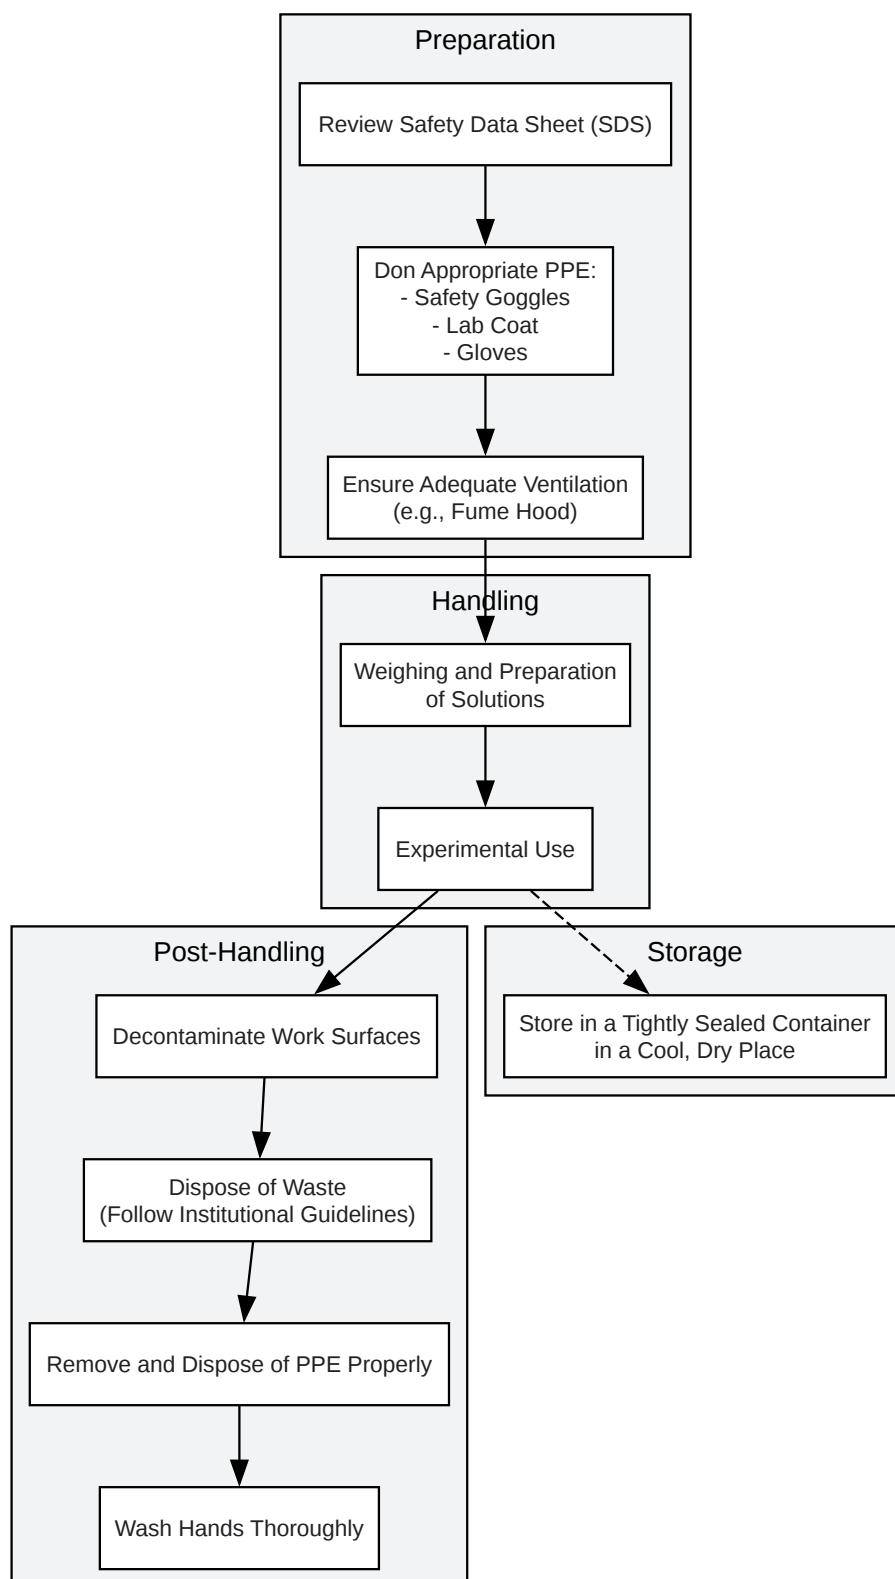 Preparation
Review Safety Data Sheet (SDS)
Don Appropriate PPE:
- Safety Goggles
- Lab Coat
- Gloves
Ensure Adequate Ventilation
(e.g., Fume Hood)
Handling
Weighing and Preparation
of Solutions
Experimental Use
Post-Handling
Decontaminate Work Surfaces
Dispose of Waste
(Follow Institutional Guidelines)
Remove and Dispose of PPE Properly
Wash Hands Thoroughly
Storage
Store in a Tightly Sealed Container
in a Cool, Dry Place